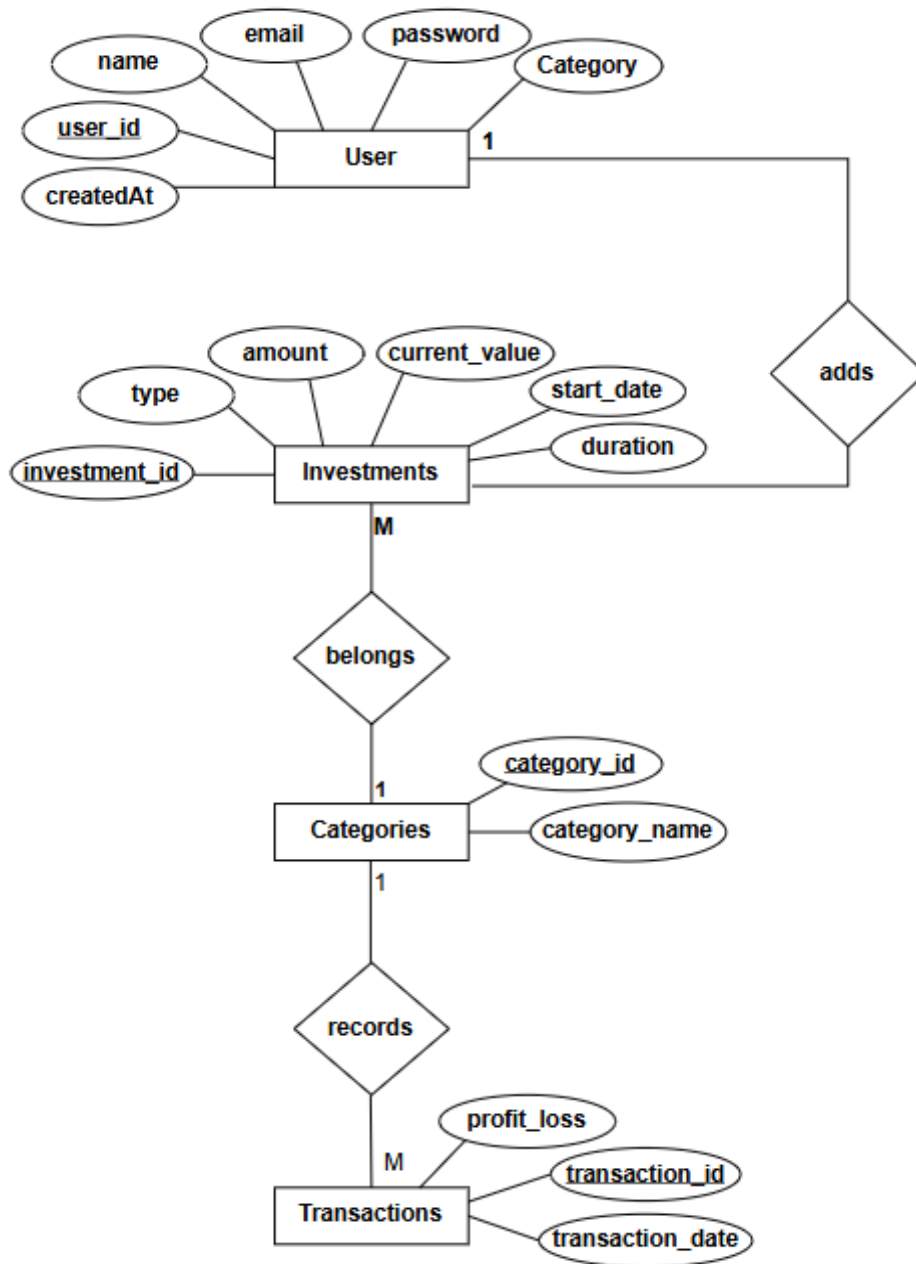 email
password
name
Category
user_id
User
1
createdAt
amount
current_value
type
start_date
adds
duration
investment_id
Investments
M
belongs
category_id
1
Categories
category_name
1
records
profit_loss
M
transaction_id
Transactions
transaction_date